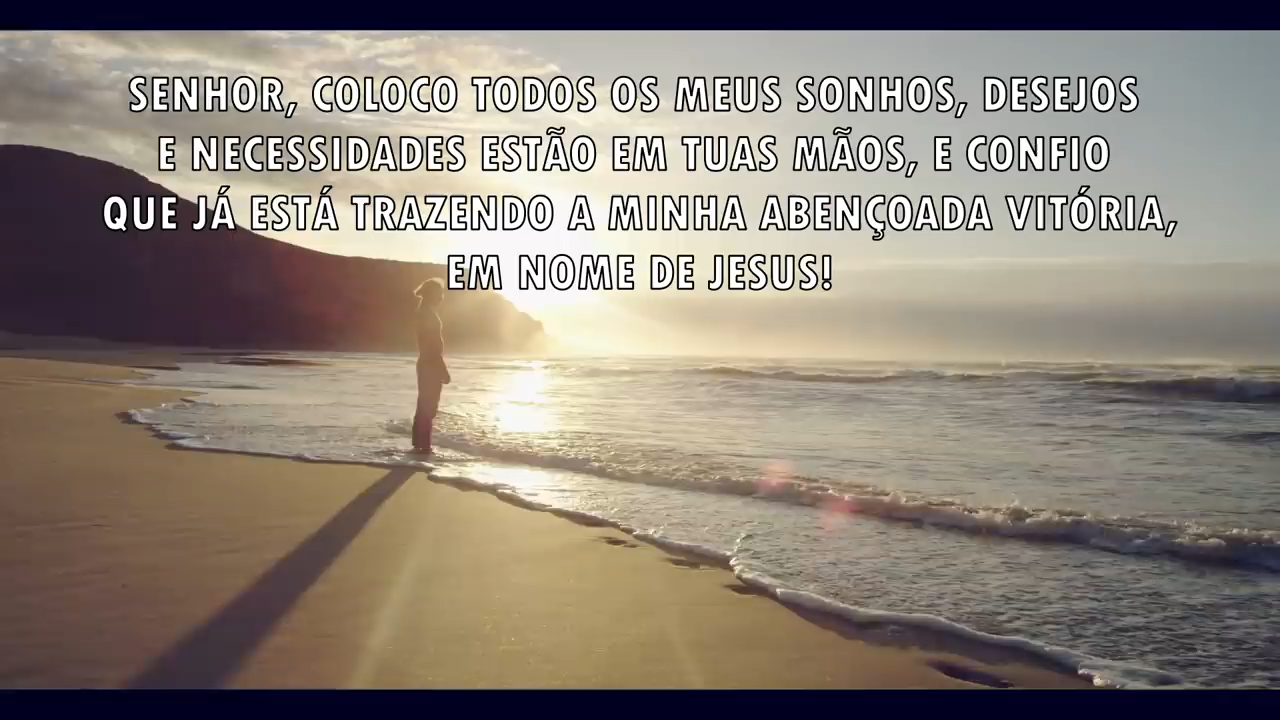 SENHOR, COLOCO TODOS OS MEUS SONHOS, DESEJOS
E NECESSIDADES ESTÃO EM TUAS MÃOS, E CONFIO
QUE JÁ ESTÁ TRAZENDO A MINHA ABENÇOADA VITÓRIA,
EM NOME DE JESUS!